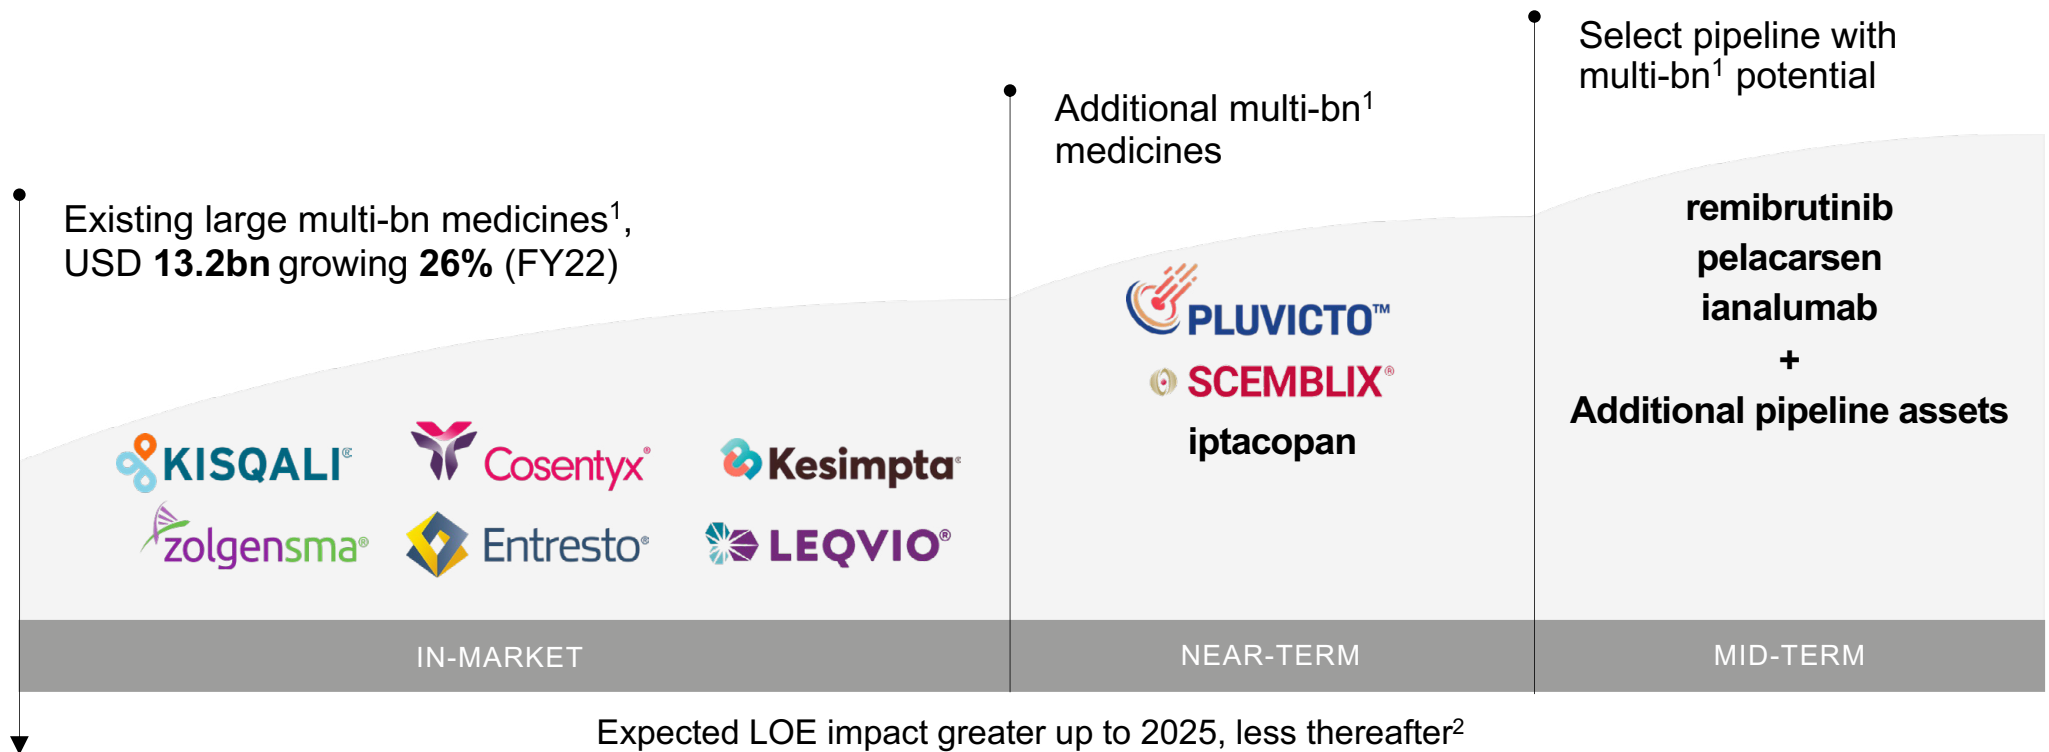 Existing large multi-bn medicines¹,
USD 13.2bn growing 26% (FY22)
KISQALI®
Cosentyx®
Kesimpta®
zolgensma®
Entresto®
LEQVIO®
IN-MARKET
Additional multi-bn¹
medicines
PLUVICTO™
SCEMBLIX®
iptacopan
NEAR-TERM
Select pipeline with
multi-bn¹ potential
remibrutinib
pelacarsen
ianalumab
+
Additional pipeline assets
MID-TERM
Expected LOE impact greater up to 2025, less thereafter²